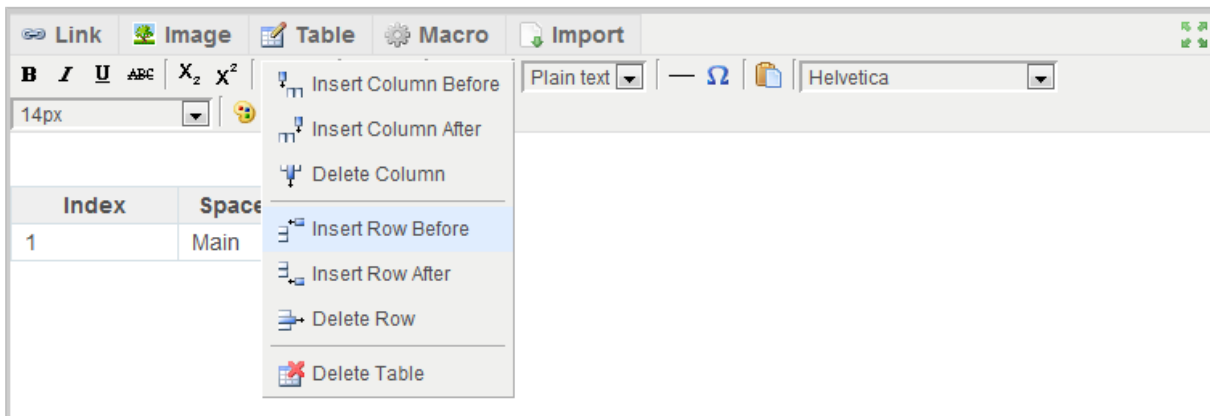 Link Image Table Macro Import
B I U ABC X₂ X² Plain text — Ω Helvetica
14px
Insert Column Before
Insert Column After
Delete Column
Insert Row Before
Insert Row After
Delete Row
Delete Table
Index Space
1 Main